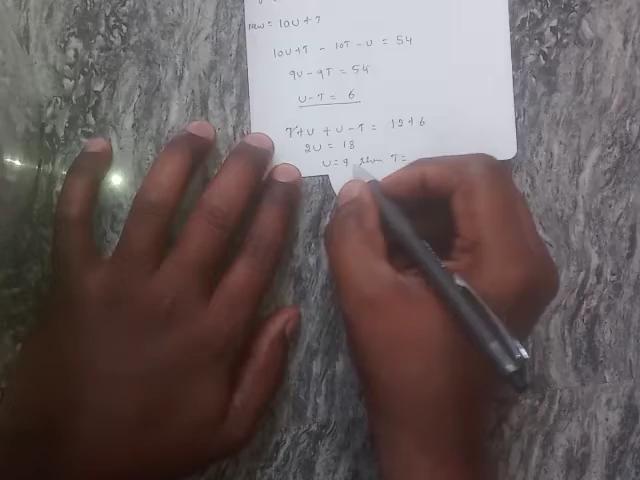 new = 10U + T
10U + T - 10T - U = 54
9U - 9T = 54
U - T = 6
T + U + U - T = 12 + 6
2U = 18
U = 9 then T =